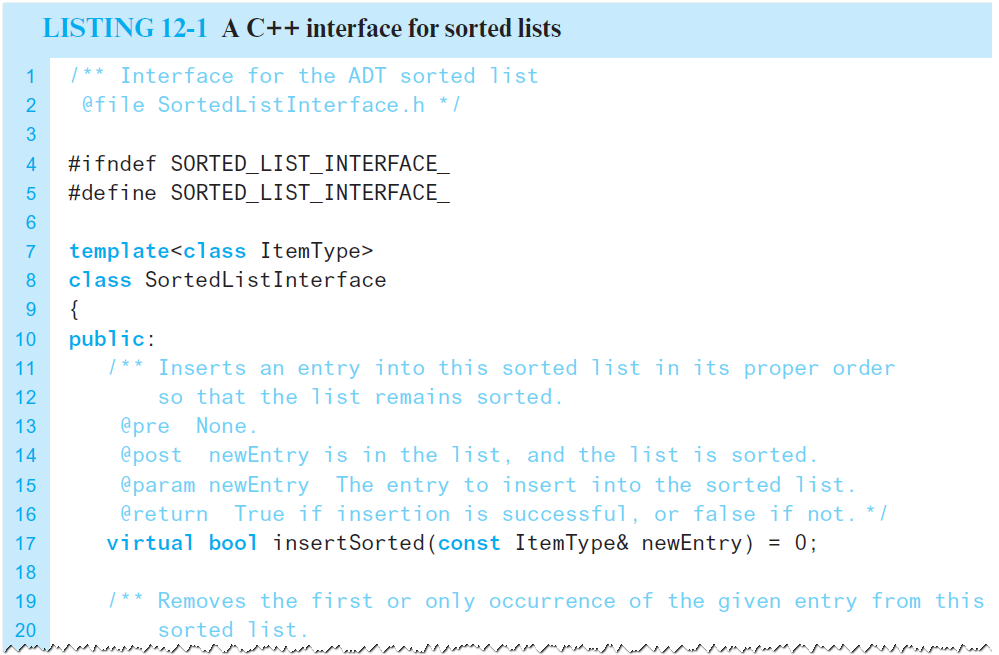 LISTING 12-1 A C++ interface for sorted lists
1 /** Interface for the ADT sorted list
2 @file SortedListInterface.h */
3
4 #ifndef SORTED_LIST_INTERFACE_
5 #define SORTED_LIST_INTERFACE_
6
7 template<class ItemType>
8 class SortedListInterface
9 {
10 public:
11 /** Inserts an entry into this sorted list in its proper order
12 so that the list remains sorted.
13 @pre None.
14 @post newEntry is in the list, and the list is sorted.
15 @param newEntry The entry to insert into the sorted list.
16 @return True if insertion is successful, or false if not. */
17 virtual bool insertSorted(const ItemType& newEntry) = 0;
18
19 /** Removes the first or only occurrence of the given entry from this
20 sorted list.